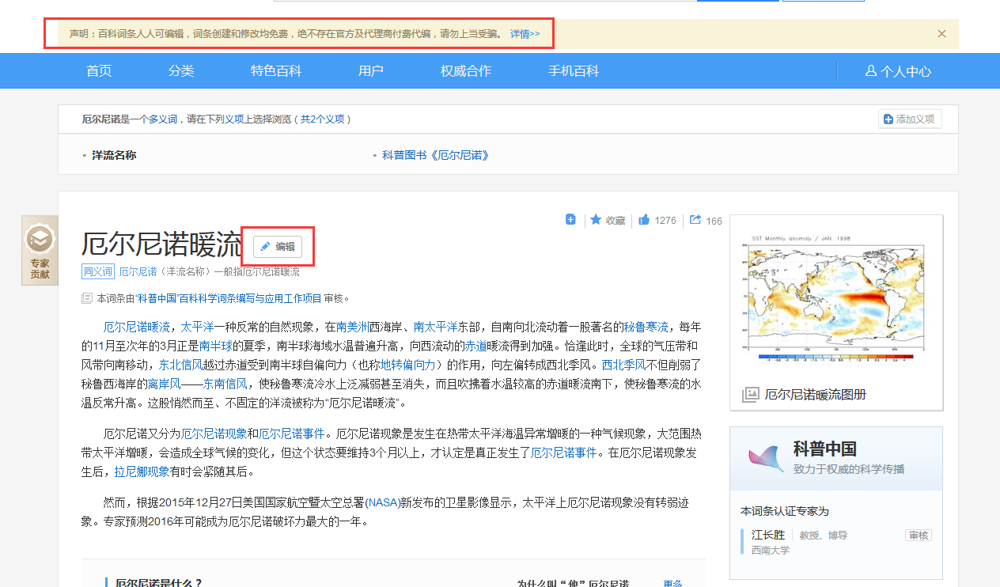 声明：百科词条人人可编辑，词条创建和修改均免费，绝不存在官方及代理商付费代编，请勿上当受骗。 详情>>
首页 分类 特色百科 用户 权威合作 手机百科 个人中心
厄尔尼诺是一个多义词，请在下列义项上选择浏览（共2个义项） 添加义项
洋流名称 科普图书《厄尔尼诺》
收藏 1276 166
专家
贡献
厄尔尼诺暖流 编辑
同义词 厄尔尼诺（洋流名称）一般指厄尔尼诺暖流
本词条由“科普中国”百科科学词条编写与应用工作项目 审核。
厄尔尼诺暖流，太平洋一种反常的自然现象，在南美洲西海岸、南太平洋东部，自南向北流动着一股著名的秘鲁寒流，每年
的11月至次年的3月正是南半球的夏季，南半球海域水温普遍升高，向西流动的赤道暖流得到加强。恰逢此时，全球的气压带和
风带向南移动，东北信风越过赤道受到南半球自偏向力（也称地转偏向力）的作用，向左偏转成西北季风。西北季风不但削弱了
秘鲁西海岸的离岸风——东南信风，使秘鲁寒流冷水上泛减弱甚至消失，而且吹拂着水温较高的赤道暖流南下，使秘鲁寒流的水
温反常升高。这股悄然而至、不固定的洋流被称为“厄尔尼诺暖流”。
厄尔尼诺又分为厄尔尼诺现象和厄尔尼诺事件。厄尔尼诺现象是发生在热带太平洋海温异常增暖的一种气候现象，大范围热
带太平洋增暖，会造成全球气候的变化，但这个状态要维持3个月以上，才认定是真正发生了厄尔尼诺事件。在厄尔尼诺现象发
生后，拉尼娜现象有时会紧随其后。
然而，根据2015年12月27日美国国家航空暨太空总署(NASA)新发布的卫星影像显示，太平洋上厄尔尼诺现象没有转弱迹
象。专家预测2016年可能成为厄尔尼诺破坏力最大的一年。
厄尔尼诺是什么？ 为什么叫“他”厄尔尼诺 更多
SST Monthly anomaly / JAN. 1998
厄尔尼诺暖流图册
科普中国
致力于权威的科学传播
本词条认证专家为
江长胜 教授、博导 审核
西南大学